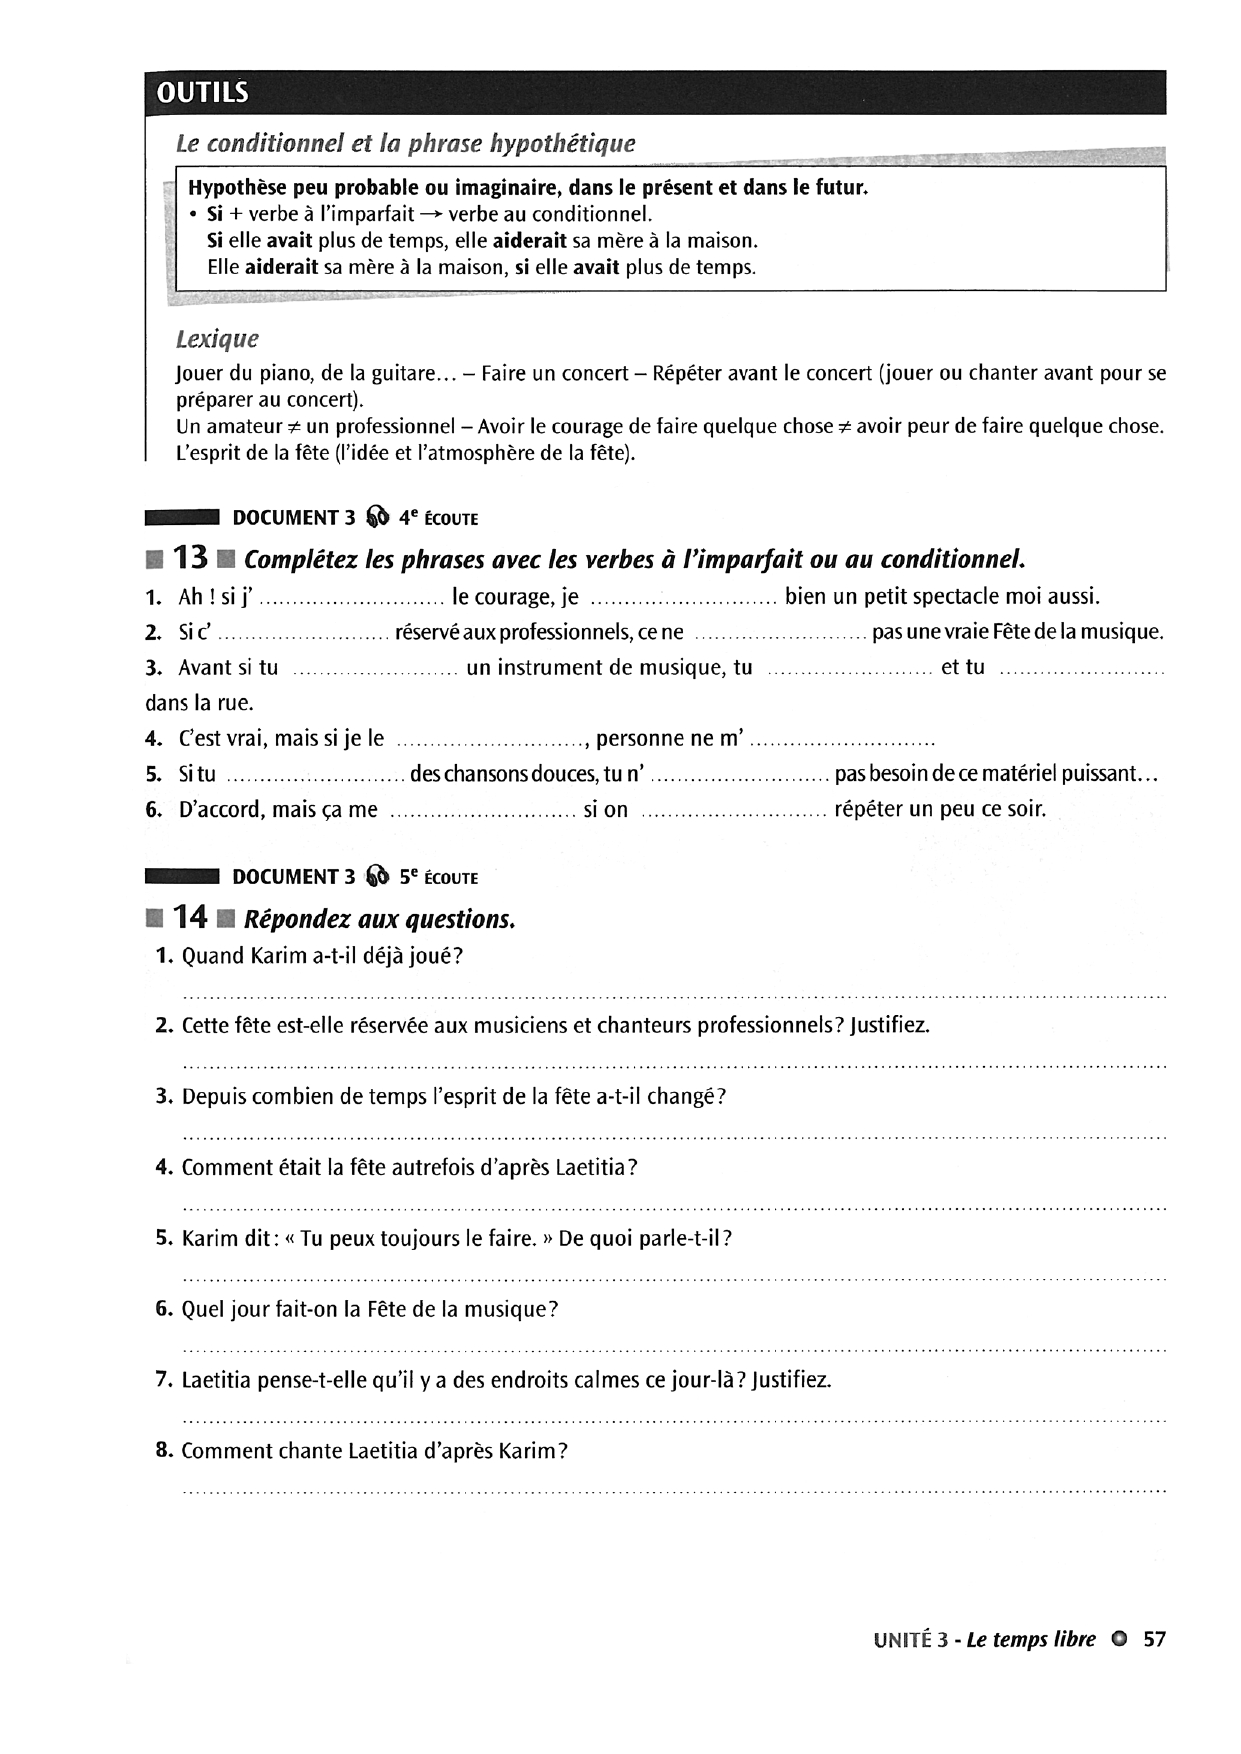 OUTILS
Le conditionnel et la phrase hypothétique
Hypothèse peu probable ou imaginaire, dans le présent et dans le futur.
• Si + verbe à l'imparfait → verbe au conditionnel.
Si elle avait plus de temps, elle aiderait sa mère à la maison.
Elle aiderait sa mère à la maison, si elle avait plus de temps.
Lexique
Jouer du piano, de la guitare… – Faire un concert – Répéter avant le concert (jouer ou chanter avant pour se
préparer au concert).
Un amateur ≠ un professionnel – Avoir le courage de faire quelque chose ≠ avoir peur de faire quelque chose.
L'esprit de la fête (l'idée et l'atmosphère de la fête).
DOCUMENT 3 4e ÉCOUTE
13 Complétez les phrases avec les verbes à l'imparfait ou au conditionnel.
1. Ah ! si j' ............................ le courage, je ............................ bien un petit spectacle moi aussi.
2. Si c' .......................... réservé aux professionnels, ce ne .......................... pas une vraie Fête de la musique.
3. Avant si tu ......................... un instrument de musique, tu ......................... et tu .........................
dans la rue.
4. C'est vrai, mais si je le ............................, personne ne m' ............................
5. Si tu ........................... des chansons douces, tu n' ........................... pas besoin de ce matériel puissant…
6. D'accord, mais ça me ............................ si on ............................ répéter un peu ce soir.
DOCUMENT 3 5e ÉCOUTE
14 Répondez aux questions.
1. Quand Karim a-t-il déjà joué?
2. Cette fête est-elle réservée aux musiciens et chanteurs professionnels? Justifiez.
3. Depuis combien de temps l'esprit de la fête a-t-il changé?
4. Comment était la fête autrefois d'après Laetitia?
5. Karim dit: « Tu peux toujours le faire. » De quoi parle-t-il?
6. Quel jour fait-on la Fête de la musique?
7. Laetitia pense-t-elle qu'il y a des endroits calmes ce jour-là? Justifiez.
8. Comment chante Laetitia d'après Karim?
UNITÉ 3 - Le temps libre 57